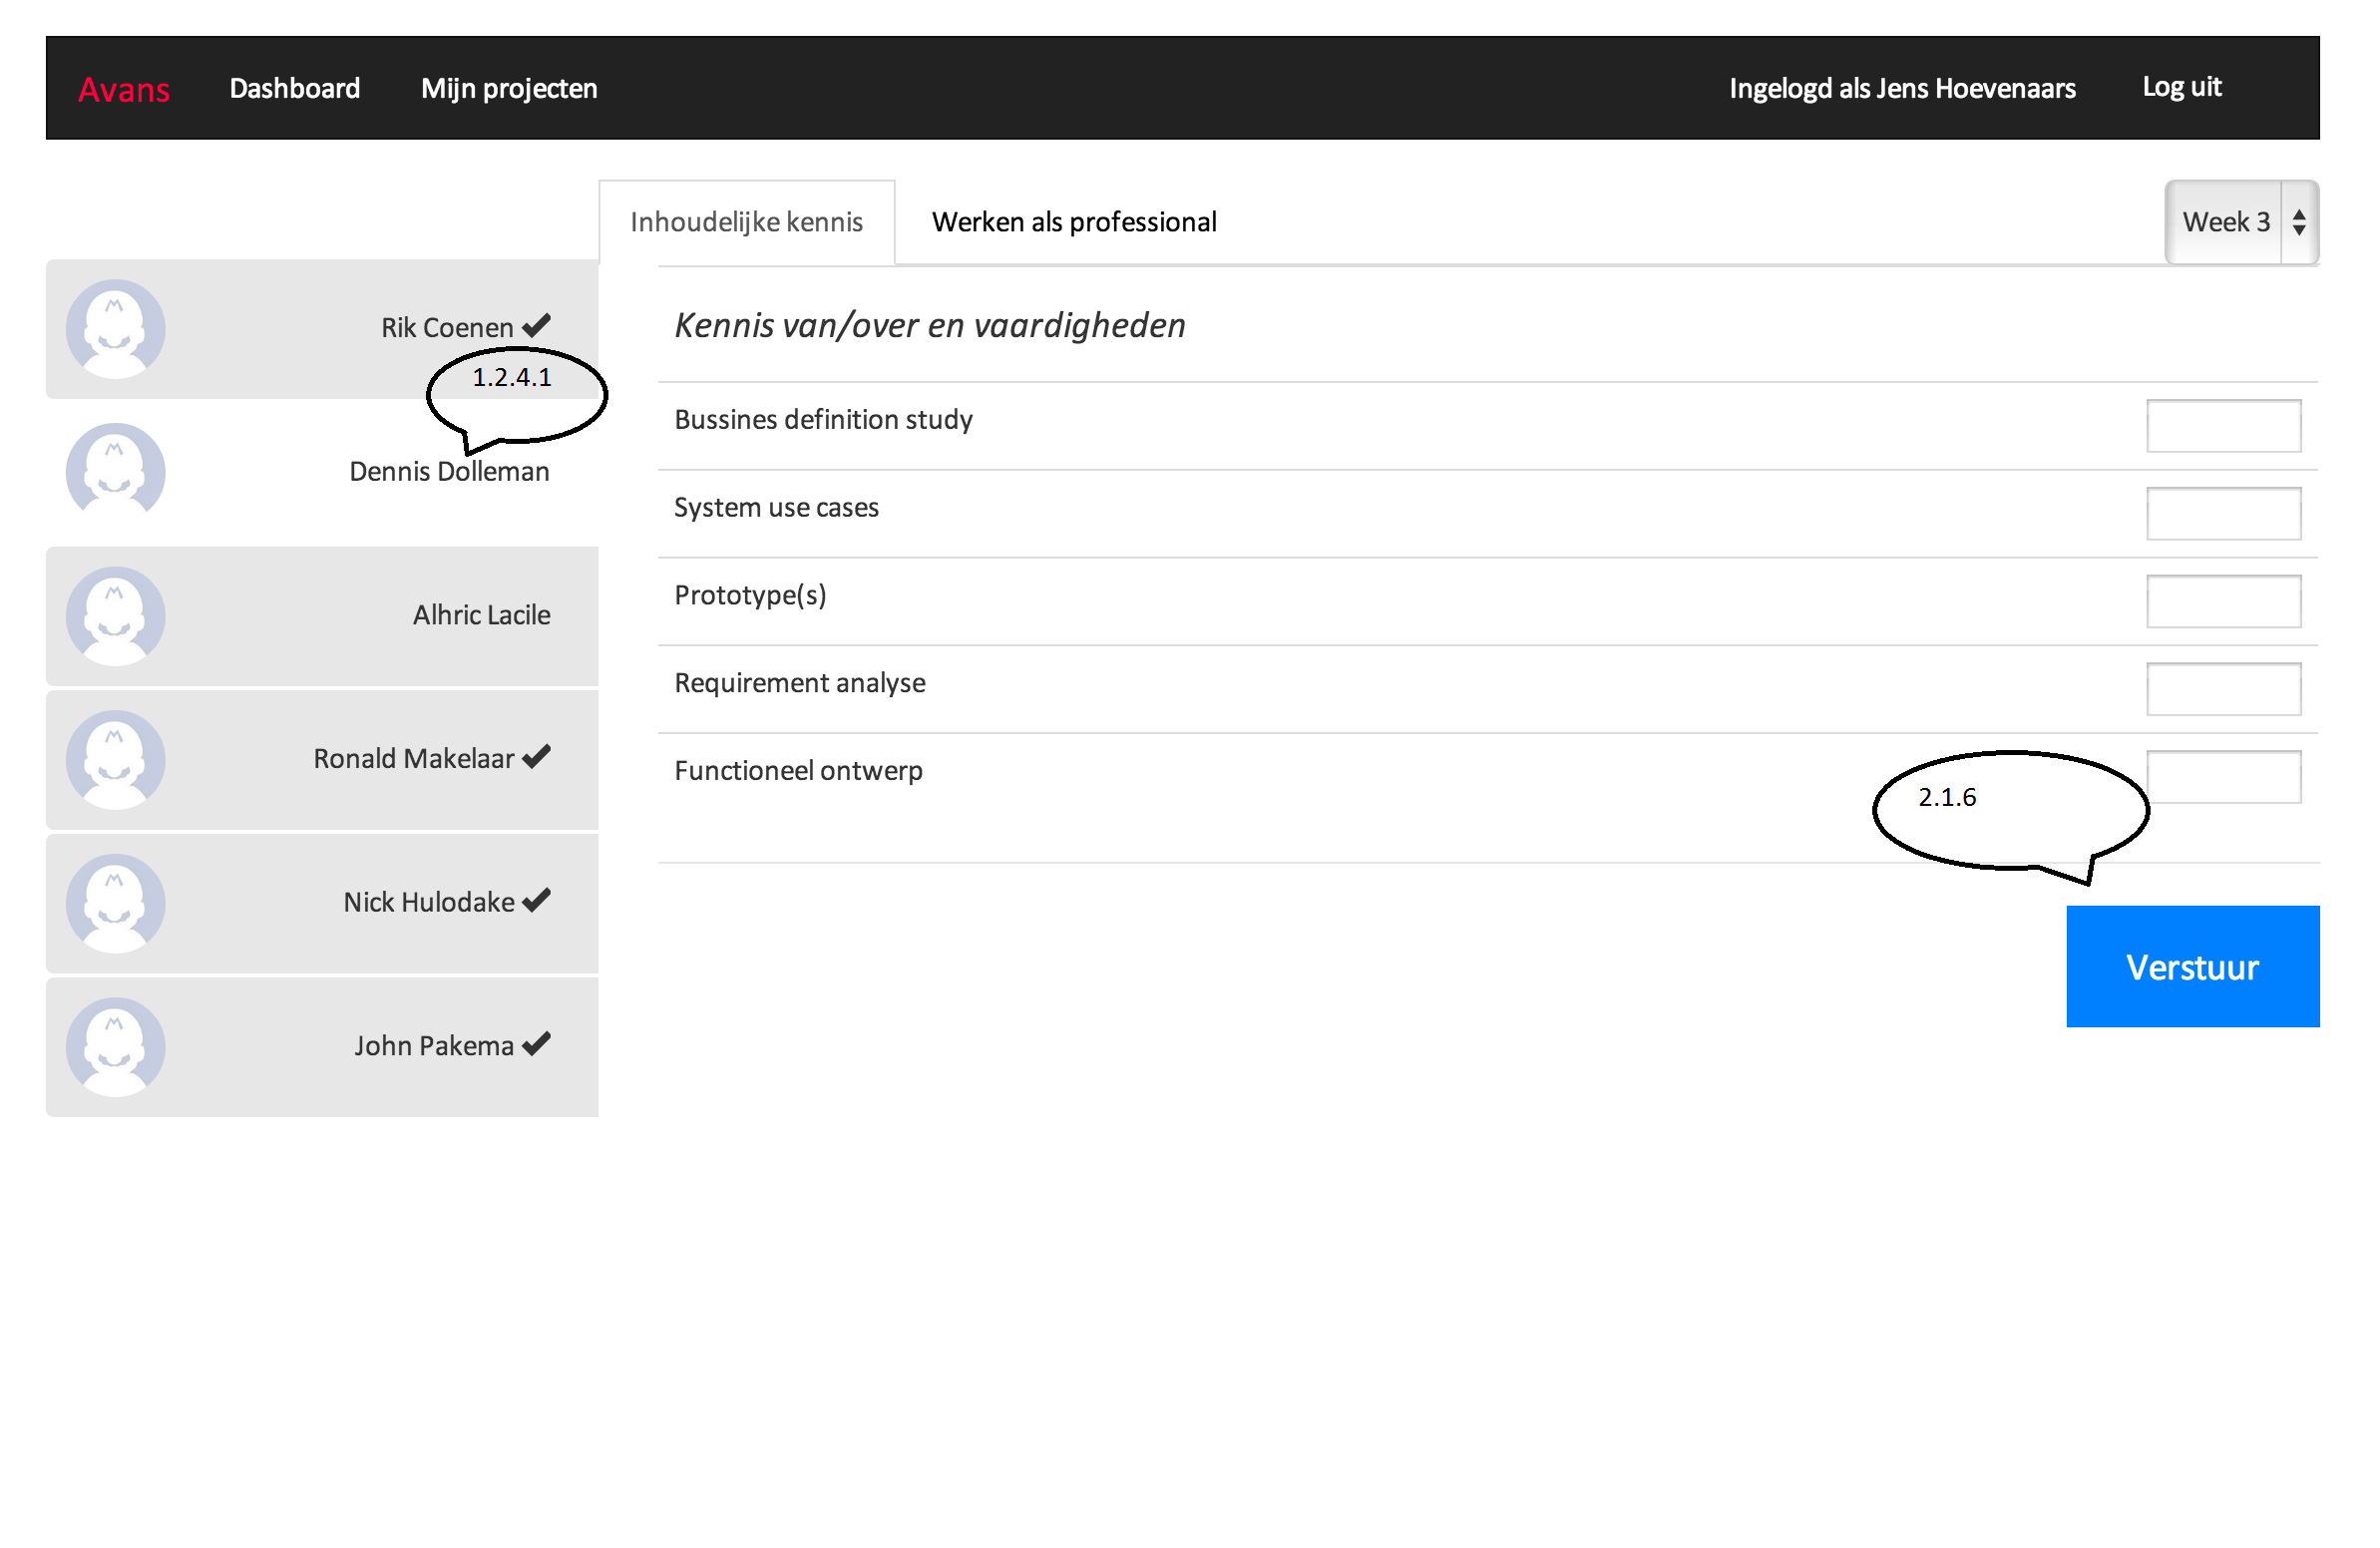 Avans Dashboard Mijn projecten Ingelogd als Jens Hoevenaars Log uit
Inhoudelijke kennis Werken als professional Week 3
Rik Coenen
1.2.4.1
Dennis Dolleman
Alhric Lacile
Ronald Makelaar
Nick Hulodake
John Pakema
Kennis van/over en vaardigheden
Bussines definition study
System use cases
Prototype(s)
Requirement analyse
Functioneel ontwerp
2.1.6
Verstuur